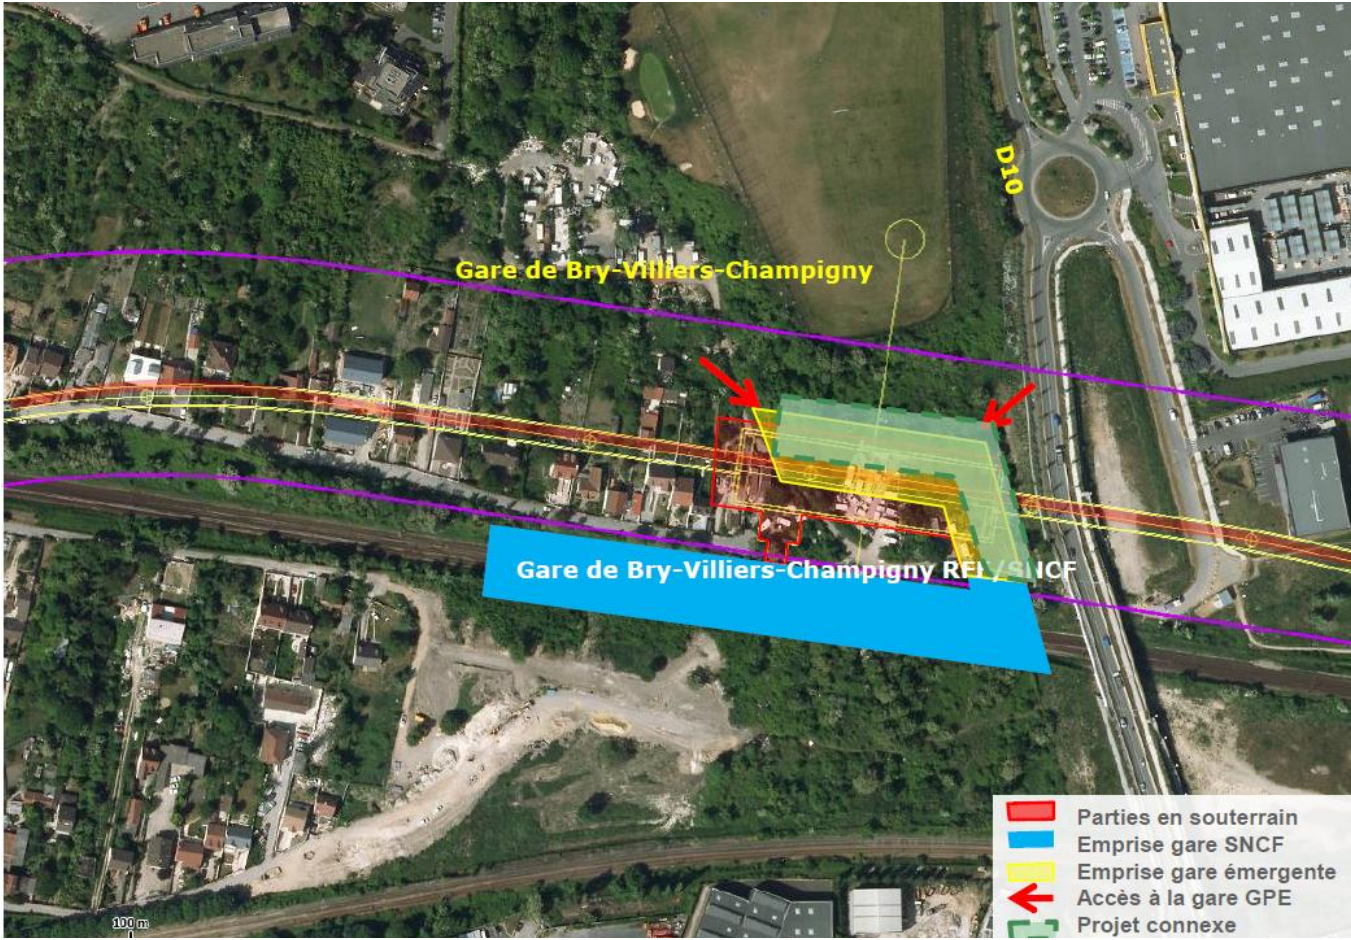 D10
Gare de Bry-Villiers-Champigny
Gare de Bry-Villiers-Champigny RER/SNCF
Parties en souterrain
Emprise gare SNCF
Emprise gare émergente
Accès à la gare GPE
Projet connexe
100 m